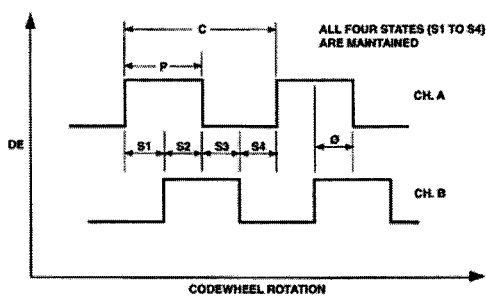 C
ALL FOUR STATES (S1 TO S4)
ARE MAINTAINED
P
CH. A
DE
S1 S2 S3 S4
Ø
CH. B
CODEWHEEL ROTATION